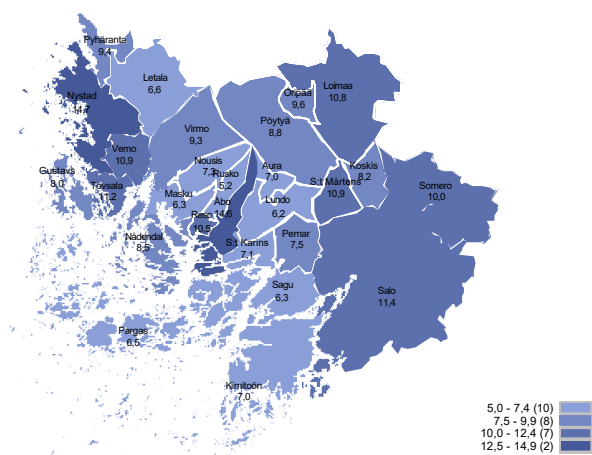 Pyhäranta
9,4
Letala
6,6
Loimaa
10,8
Oripää
9,6
Nystad
14,7
Pöytyä
8,8
Virmo
9,3
Vemo
10,9
Nousis
7,3
Rusko
5,2
Aura
7,0
Koskis
8,2
Gustavs
8,0
Tövsala
11,2
S:t Mårtens
10,9
Somero
10,0
Masku
6,3
Åbo
14,6
Lundo
6,2
Reso
10,5
Nådendal
8,5
S:t Karins
7,1
Pemar
7,5
Sagu
6,3
Salo
11,4
Pargas
6,5
Kimitoön
7,0
5,0 - 7,4 (10)
7,5 - 9,9 (8)
10,0 - 12,4 (7)
12,5 - 14,9 (2)